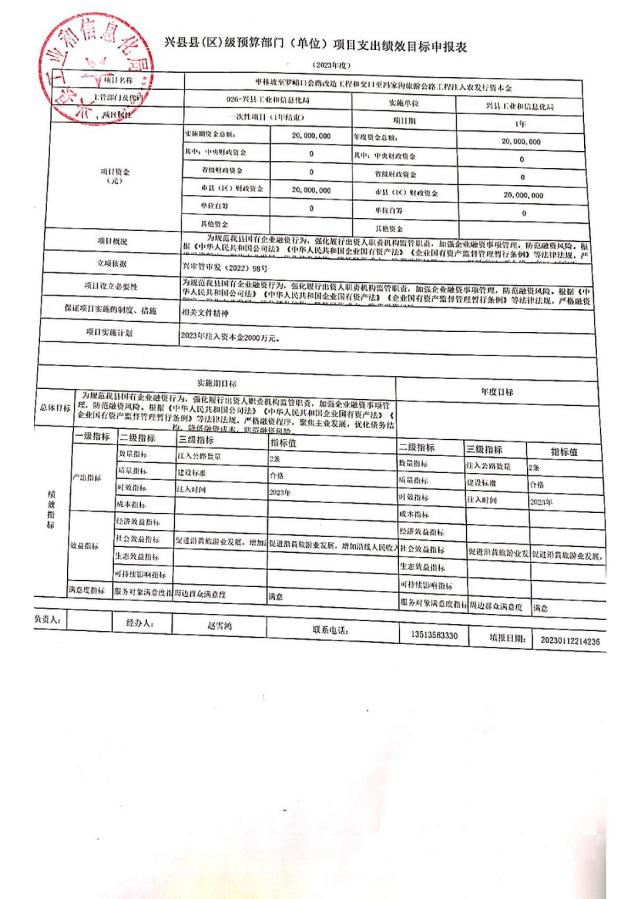 兴县县(区)级预算部门（单位）项目支出绩效目标申报表
（2023年度）
项目名称 枣林坡至罗峪口公路改造工程和交口至冯家沟旅游公路工程注入农发行资本金
主管部门及代码 026-兴县工业和信息化局 实施单位 兴县工业和信息化局
项目属性 一次性项目（1年结束） 项目期 1年
项目资金（元） 实施期资金总额: 20,000,000 年度资金总额: 20,000,000
其中：中央财政资金 0 其中：中央财政资金 0
省级财政资金 0 省级财政资金 0
市县（区）财政资金 20,000,000 市县（区）财政资金 20,000,000
单位自筹 0 单位自筹 0
其他资金 其他资金
项目概况 为规范我县国有企业融资行为，强化履行出资人职责机构监管职责，加强企业融资事项管理，防范融资风险。根
据《中华人民共和国公司法》《中华人民共和国企业国有资产法》《企业国有资产监督管理暂行条例》等法律法规，严
立项依据 兴审管审发（2022）98号
项目设立必要性 为规范我县国有企业融资行为，强化履行出资人职责机构监管职责，加强企业融资事项管理，防范融资风险。根据《中
华人民共和国公司法》《中华人民共和国企业国有资产法》《企业国有资产监督管理暂行条例》等法律法规，严格融资
保证项目实施的制度、措施 相关文件精神
项目实施计划 2023年注入资本金2000万元。
实施期目标 年度目标
总体目标 为规范我县国有企业融资行为，强化履行出资人职责机构监管职责，加强企业融资事项管
理，防范融资风险。根据《中华人民共和国公司法》《中华人民共和国企业国有资产法》《
企业国有资产监督管理暂行条例》等法律法规。严格融资程序，聚焦主业发展，优化债务结
构，降低融资成本，防范融资风险。
绩效指标 一级指标 二级指标 三级指标 指标值 二级指标 三级指标 指标值
产出指标 数量指标 注入公路数量 2条 数量指标 注入公路数量 2条
质量指标 建设标准 合格 质量指标 建设标准 合格
时效指标 注入时间 2023年 时效指标 注入时间 2023年
成本指标 成本指标
效益指标 经济效益指标 经济效益指标
社会效益指标 促进沿黄旅游业发展，增加沿 促进沿黄旅游业发展，增加沿线人民收入 社会效益指标 促进沿黄旅游业发 促进沿黄旅游业发展，
生态效益指标 生态效益指标
可持续影响指标 可持续影响指标
满意度指标 服务对象满意度指 周边群众满意度 满意 服务对象满意度指标 周边群众满意度 满意
负责人： 经办人： 赵雪鸿 联系电话： 13513583330 填报日期： 20230112214236